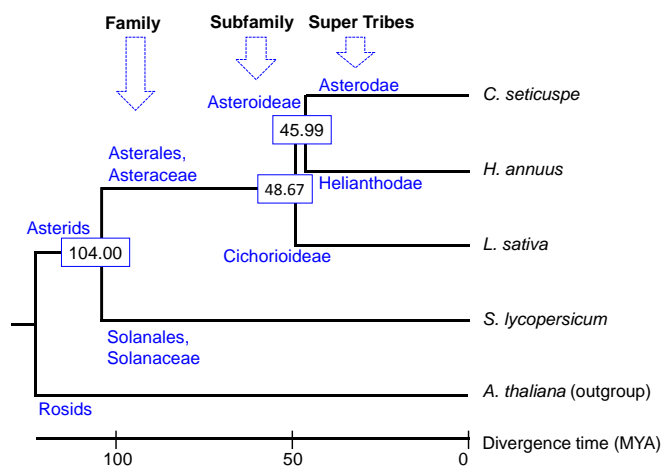 Family
Subfamily
Super Tribes
Asterodae
Asteroideae
C. seticuspe
45.99
Asterales,
Asteraceae
H. annuus
Helianthodae
48.67
Asterids
104.00
Cichorioideae
L. sativa
S. lycopersicum
Solanales,
Solanaceae
A. thaliana (outgroup)
Rosids
100
50
0
Divergence time (MYA)